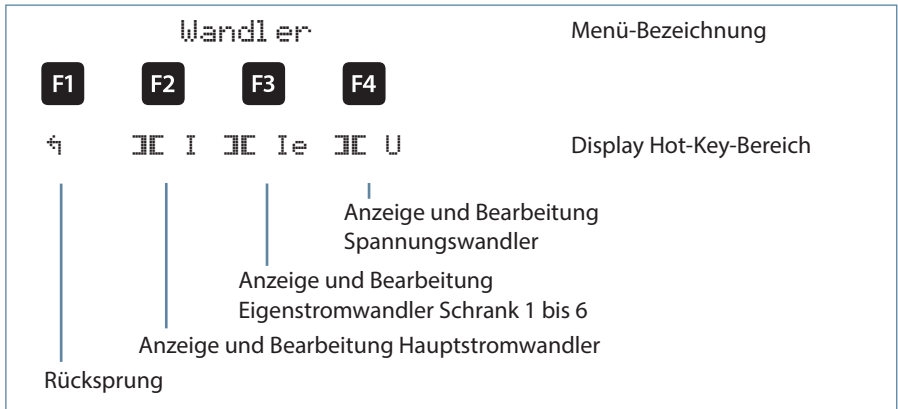 Wandler Menü-Bezeichnung
F1 F2 F3 F4
I Ie U Display Hot-Key-Bereich
Anzeige und Bearbeitung
Spannungswandler
Anzeige und Bearbeitung
Eigenstromwandler Schrank 1 bis 6
Anzeige und Bearbeitung Hauptstromwandler
Rücksprung